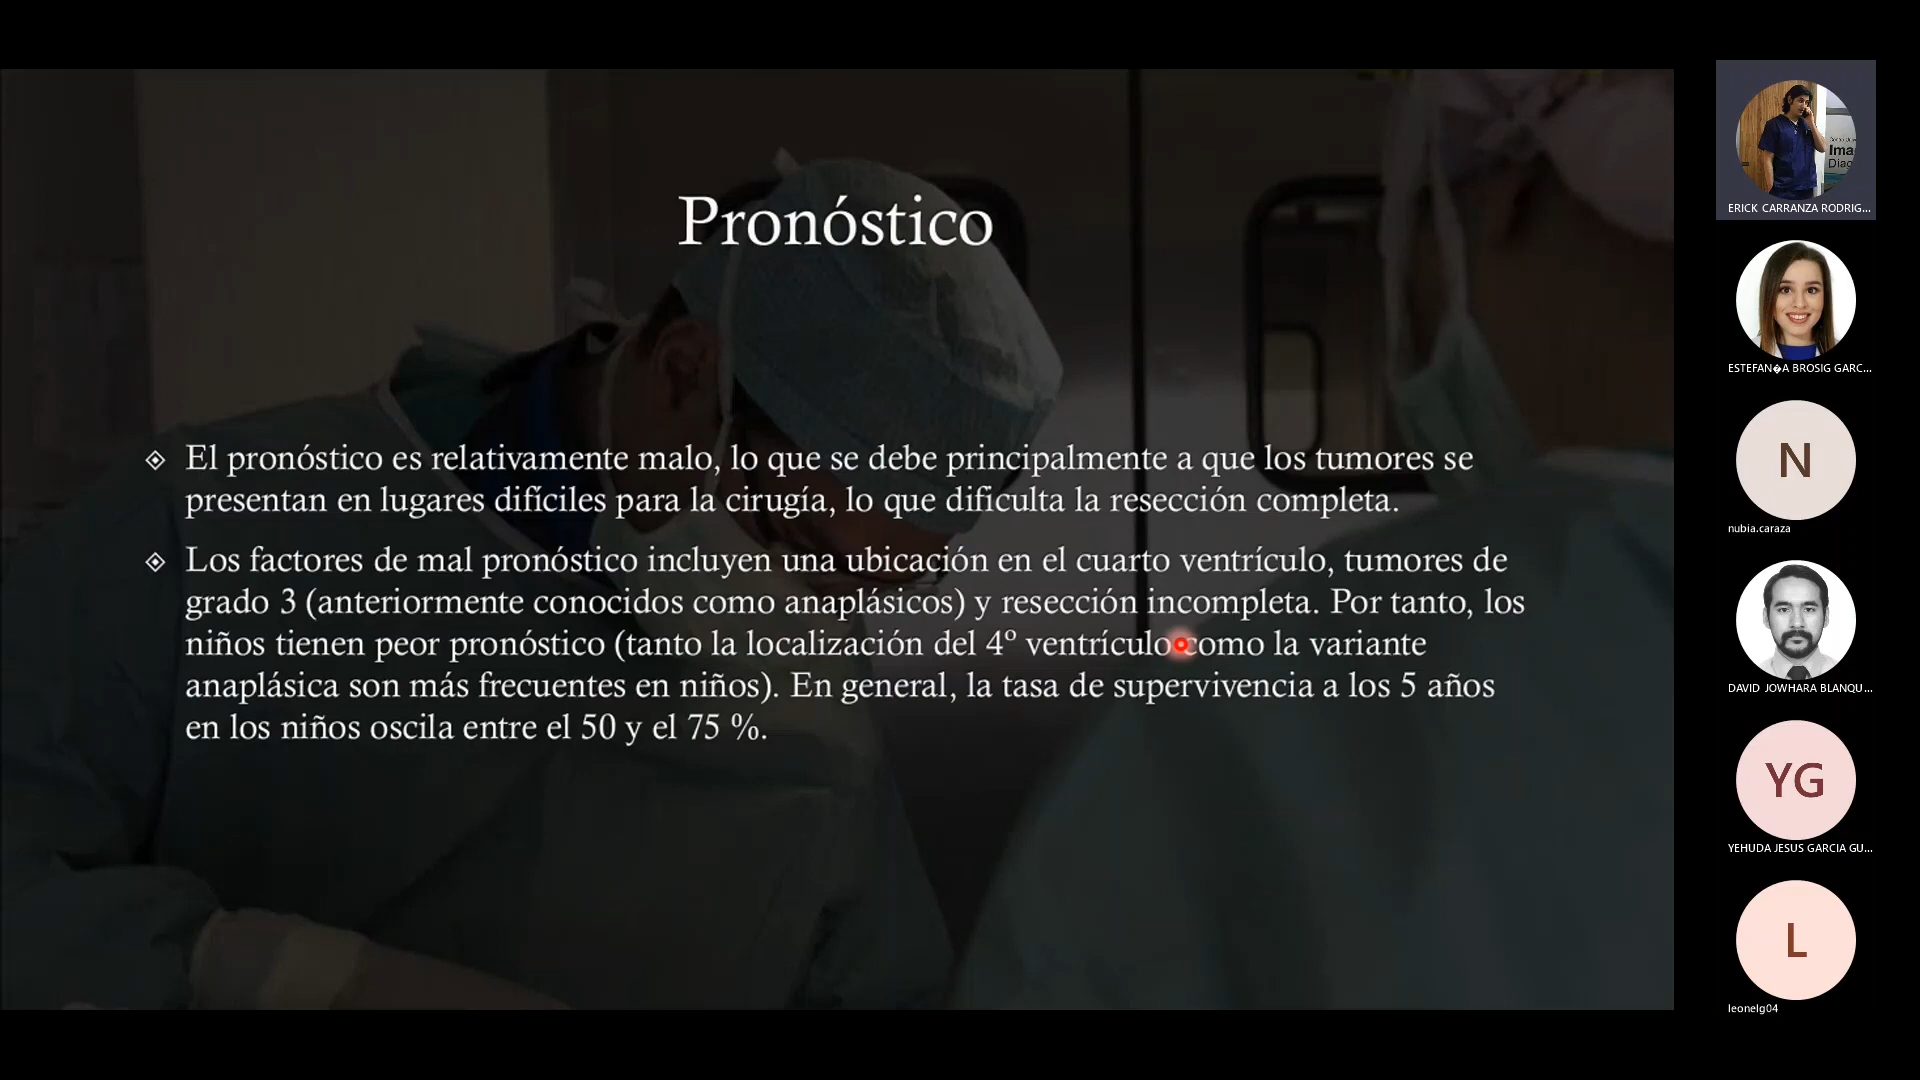 Pronóstico
El pronóstico es relativamente malo, lo que se debe principalmente a que los tumores se
presentan en lugares difíciles para la cirugía, lo que dificulta la resección completa.
Los factores de mal pronóstico incluyen una ubicación en el cuarto ventrículo, tumores de
grado 3 (anteriormente conocidos como anaplásicos) y resección incompleta. Por tanto, los
niños tienen peor pronóstico (tanto la localización del 4º ventrículo como la variante
anaplásica son más frecuentes en niños). En general, la tasa de supervivencia a los 5 años
en los niños oscila entre el 50 y el 75 %.
Ima
Diag
ERICK CARRANZA RODRIG...
ESTEFAN�A BROSIG GARC...
N
nubia.caraza
DAVID JOWHARA BLANQU...
YG
YEHUDA JESUS GARCIA GU...
L
leonelg04